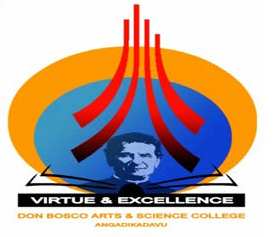 VIRTUE & EXCELLENCE
DON BOSCO ARTS & SCIENCE COLLEGE
ANGADIKADAVU